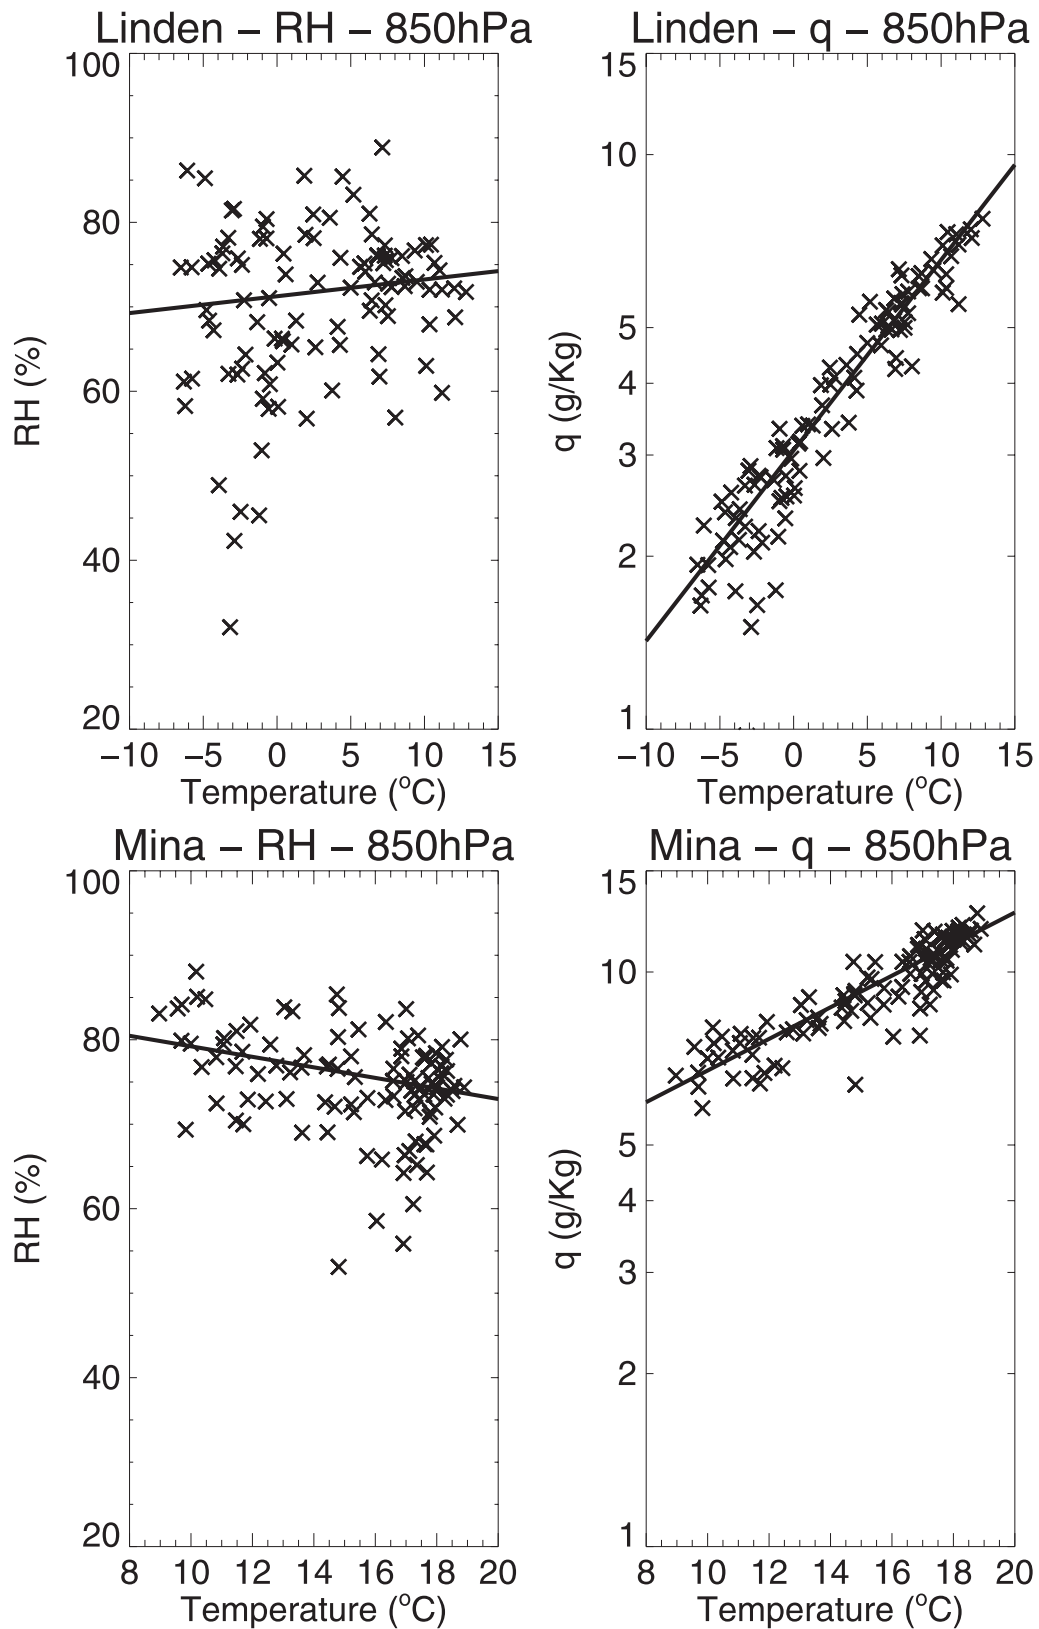 Linden – RH – 850hPa
100
80
60
40
20
RH (%)
–10 –5 0 5 10 15
Temperature (°C)
Linden – q – 850hPa
15
10
5
4
3
2
1
q (g/Kg)
–10 –5 0 5 10 15
Temperature (°C)
Mina – RH – 850hPa
100
80
60
40
20
RH (%)
8 10 12 14 16 18 20
Temperature (°C)
Mina – q – 850hPa
15
10
5
4
3
2
1
q (g/Kg)
8 10 12 14 16 18 20
Temperature (°C)